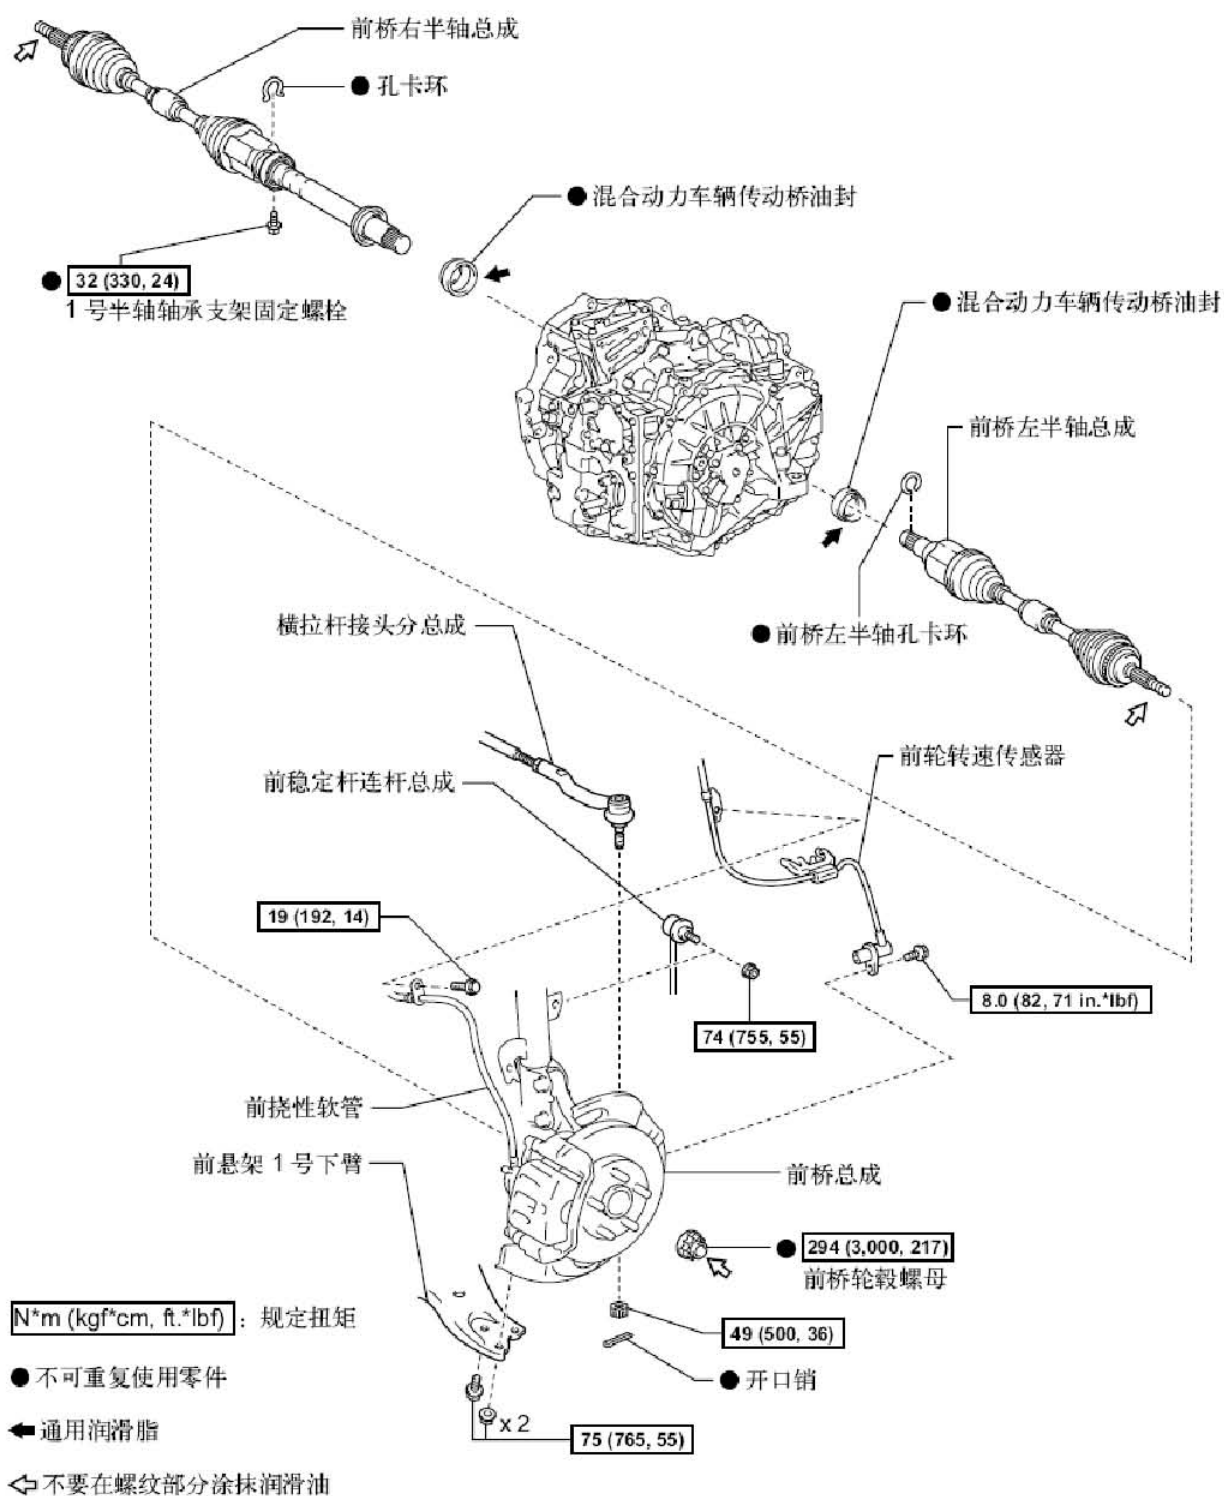 前桥右半轴总成
● 孔卡环
● 混合动力车辆传动桥油封
● 32 (330, 24)
1 号半轴轴承支架固定螺栓
● 混合动力车辆传动桥油封
前桥左半轴总成
横拉杆接头分总成
● 前桥左半轴孔卡环
前轮转速传感器
前稳定杆连杆总成
19 (192, 14)
8.0 (82, 71 in.*lbf)
74 (755, 55)
前挠性软管
前悬架 1 号下臂
前桥总成
● 294 (3,000, 217)
前桥轮毂螺母
N*m (kgf*cm, ft.*lbf) : 规定扭矩
49 (500, 36)
● 不可重复使用零件
● 开口销
通用润滑脂
x 2
75 (765, 55)
不要在螺纹部分涂抹润滑油